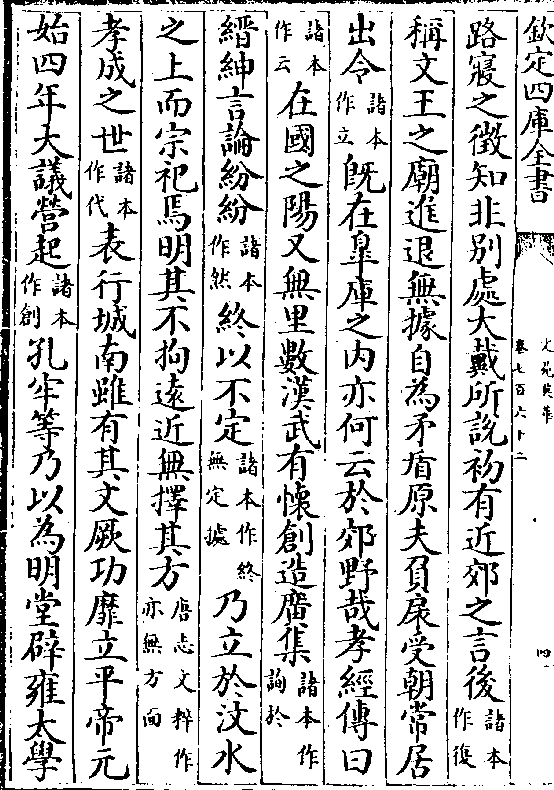 欽定四庫全書
文苑英華
卷七百六十二
四
路寢之徵知非別處大戴所說初有近郊之言後諸本作復
稱文王之廟進退無據自為矛盾原夫負扆受朝常居
出令諸本作立既在臯庫之内亦何云於郊野哉孝經傳曰
諸本作云在國之陽又無里數漢武有懷創造廣集諸本作詢於
縉紳言論紛紛諸本作紛然終以不定諸本作終無定據乃立於汶水
之上而宗祀焉明其不拘遠近無擇其方唐志文粹作亦無方面
孝成之世諸本作代表行城南雖有其文厥功靡立平帝元
始四年大議營起諸本作創孔牢等乃以為明堂辟雍太學